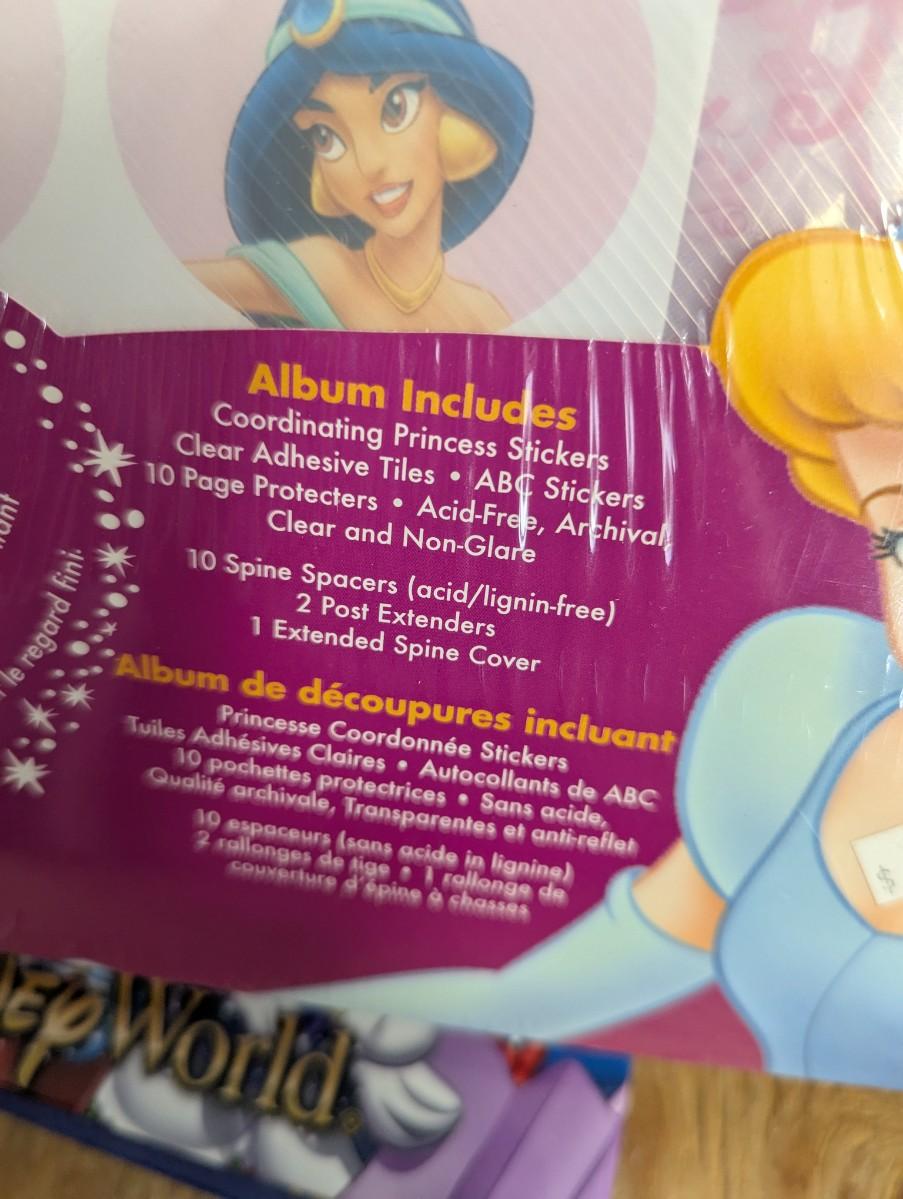 Album Includes
Coordinating Princess Stickers
Clear Adhesive Tiles • ABC Stickers
10 Page Protecters • Acid-Free, Archival,
Clear and Non-Glare
10 Spine Spacers (acid/lignin-free)
2 Post Extenders
1 Extended Spine Cover
Album de découpures incluant
Princesse Coordonnée Stickers
Tuiles Adhésives Claires • Autocollants de ABC
10 pochettes protectrices • Sans acide,
Qualité archivale, Transparentes et anti-reflet
10 espaceurs (sans acide in lignine)
2 rallonges de tige • 1 rallonge de
couverture d'épine à chasses
le regard fini.
World